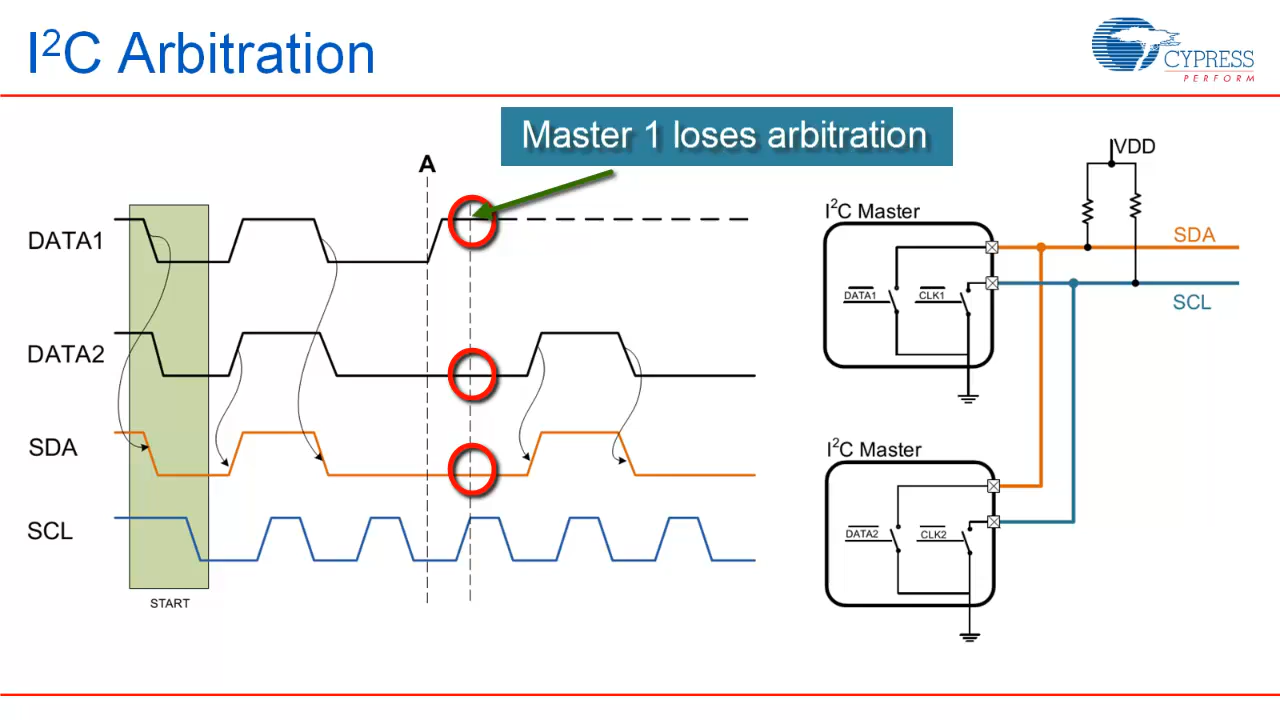 I²C Arbitration
CYPRESS
PERFORM
Master 1 loses arbitration
A
DATA1
DATA2
SDA
SCL
START
VDD
I²C Master
SDA
DATA1
CLK1
SCL
I²C Master
DATA2
CLK2